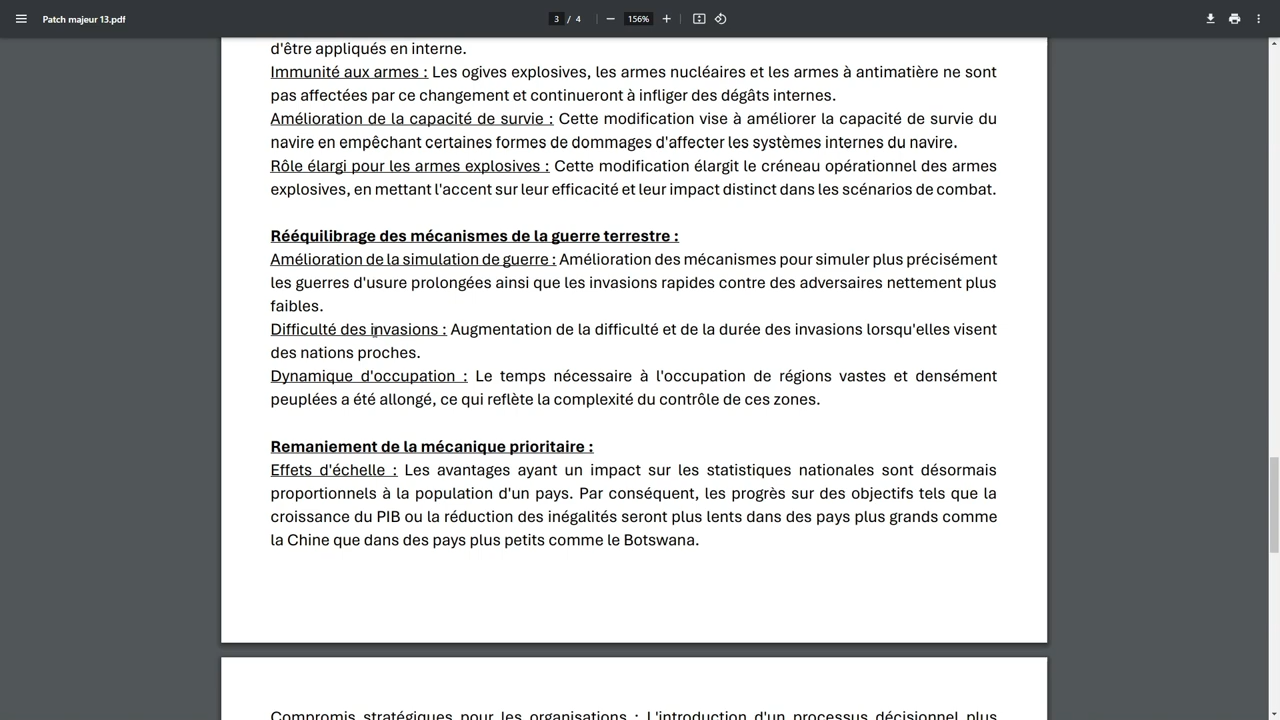 Patch majeur 13.pdf
3 / 4
156%
d'être appliqués en interne.
Immunité aux armes : Les ogives explosives, les armes nucléaires et les armes à antimatière ne sont
pas affectées par ce changement et continueront à infliger des dégâts internes.
Amélioration de la capacité de survie : Cette modification vise à améliorer la capacité de survie du
navire en empêchant certaines formes de dommages d'affecter les systèmes internes du navire.
Rôle élargi pour les armes explosives : Cette modification élargit le créneau opérationnel des armes
explosives, en mettant l'accent sur leur efficacité et leur impact distinct dans les scénarios de combat.
Rééquilibrage des mécanismes de la guerre terrestre :
Amélioration de la simulation de guerre : Amélioration des mécanismes pour simuler plus précisément
les guerres d'usure prolongées ainsi que les invasions rapides contre des adversaires nettement plus
faibles.
Difficulté des invasions : Augmentation de la difficulté et de la durée des invasions lorsqu'elles visent
des nations proches.
Dynamique d'occupation : Le temps nécessaire à l'occupation de régions vastes et densément
peuplées a été allongé, ce qui reflète la complexité du contrôle de ces zones.
Remaniement de la mécanique prioritaire :
Effets d'échelle : Les avantages ayant un impact sur les statistiques nationales sont désormais
proportionnels à la population d'un pays. Par conséquent, les progrès sur des objectifs tels que la
croissance du PIB ou la réduction des inégalités seront plus lents dans des pays plus grands comme
la Chine que dans des pays plus petits comme le Botswana.
Compromis stratégiques pour les organisations : L'introduction d'un processus décisionnel plus